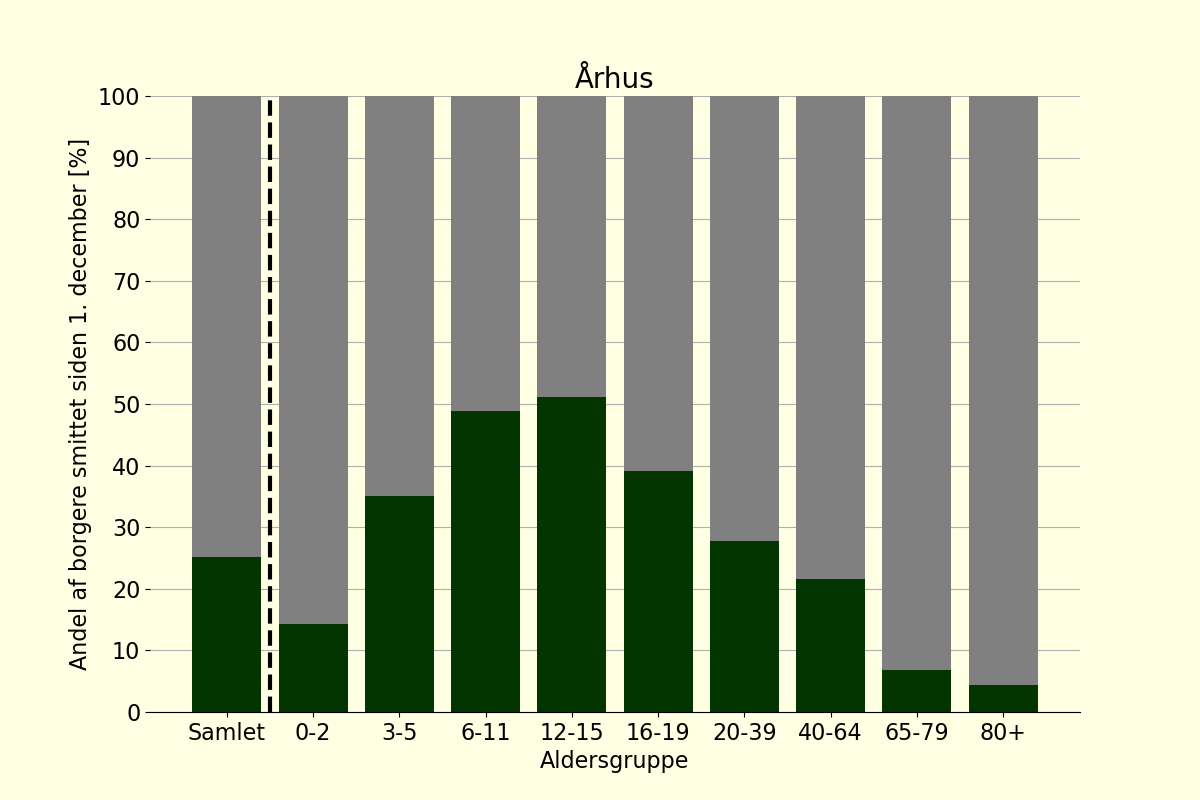 Århus
Andel af borgere smittet siden 1. december [%]
100
90
80
70
60
50
40
30
20
10
0
Samlet 0-2 3-5 6-11 12-15 16-19 20-39 40-64 65-79 80+
Aldersgruppe